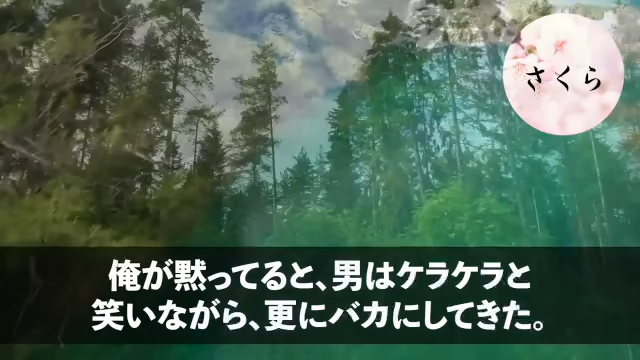 さくら
俺が黙ってると、男はケラケラと
笑いながら、更にバカにしてきた。